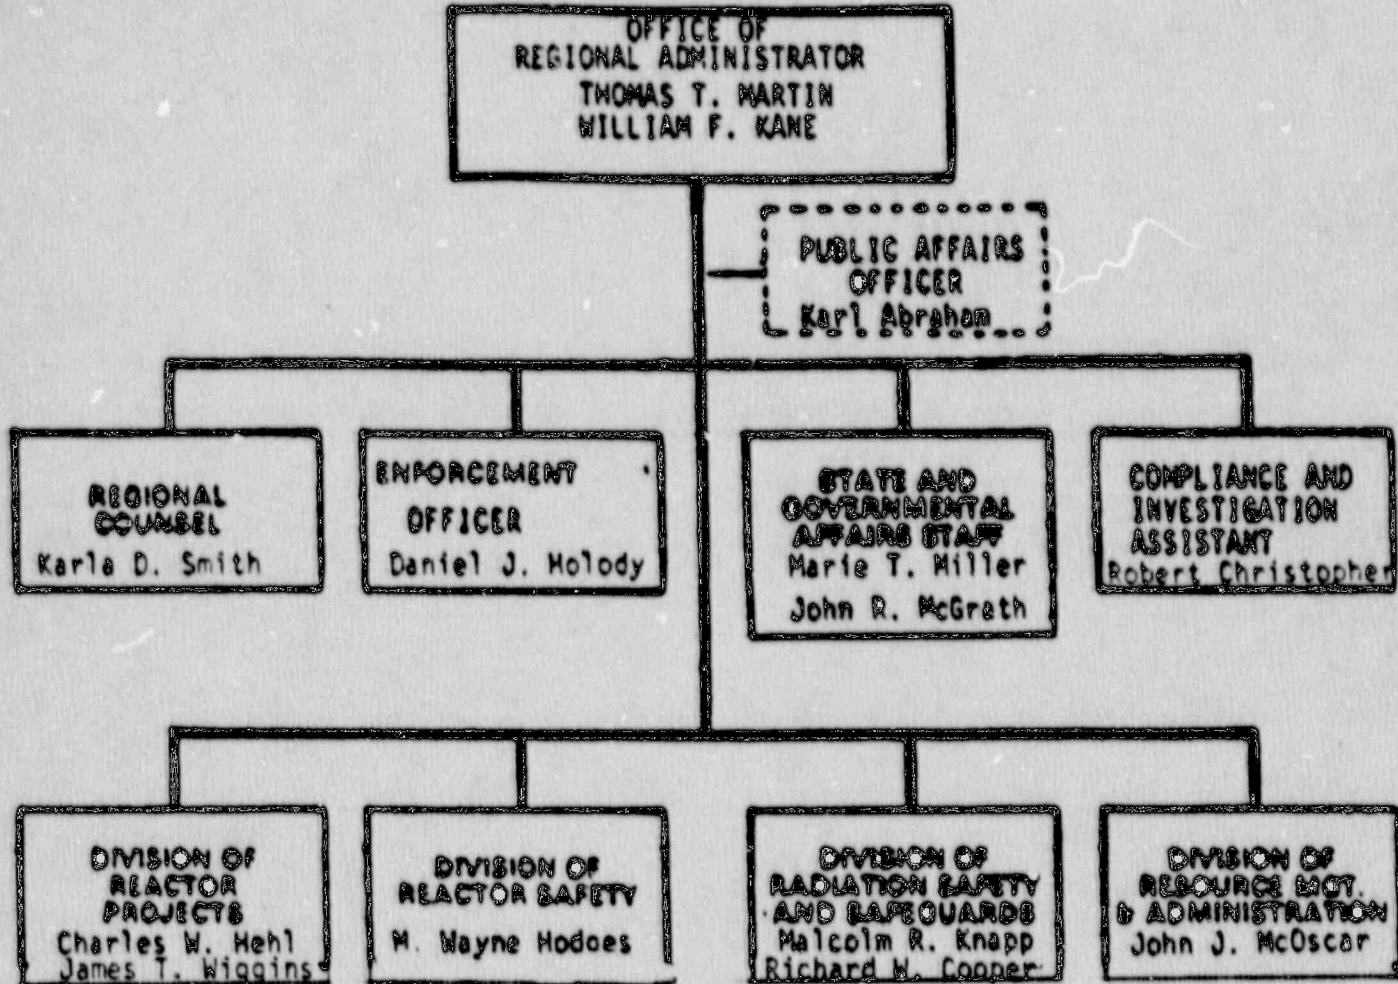 OFFICE OF
REGIONAL ADMINISTRATOR
THOMAS T. MARTIN
WILLIAM F. KANE
PUBLIC AFFAIRS
OFFICER
Karl Abraham
REGIONAL
COUNSEL
Karla D. Smith
ENFORCEMENT
OFFICER
Daniel J. Holody
STATE AND
GOVERNMENTAL
AFFAIRS STAFF
Marie T. Miller
John R. McGrath
COMPLIANCE AND
INVESTIGATION
ASSISTANT
Robert Christopher
DIVISION OF
REACTOR
PROJECTS
Charles W. Hehl
James T. Wiggins
DIVISION OF
REACTOR SAFETY
M. Wayne Hodges
DIVISION OF
RADIATION SAFETY
AND SAFEGUARDS
Malcolm R. Knapp
Richard W. Cooper
DIVISION OF
RESOURCE MGT.
& ADMINISTRATION
John J. McOscar